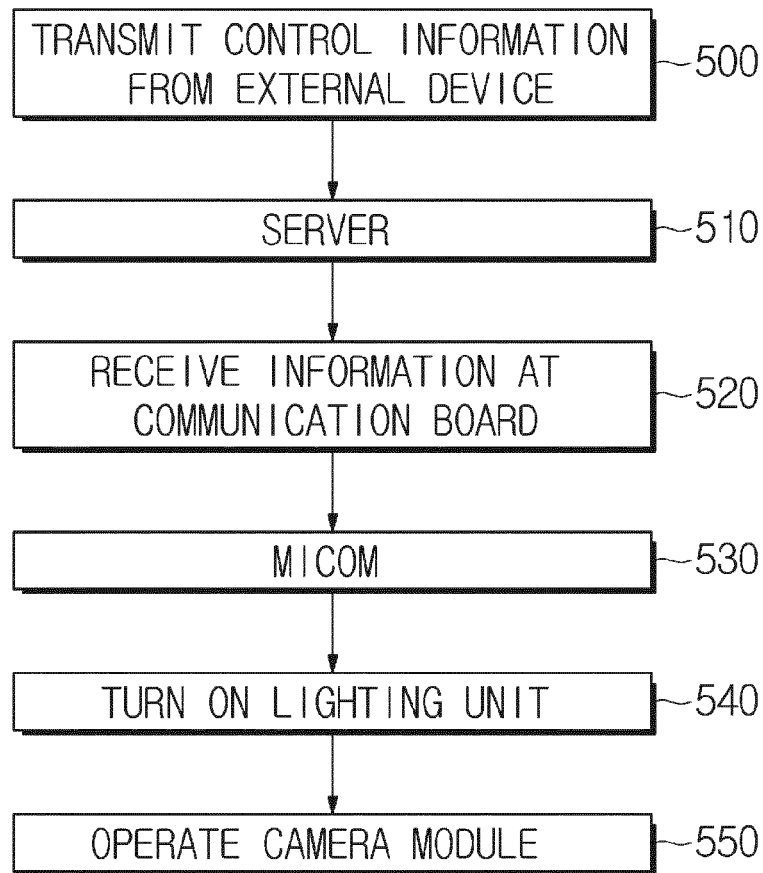 TRANSMIT CONTROL INFORMATION
FROM EXTERNAL DEVICE
500
SERVER
510
RECEIVE INFORMATION AT
COMMUNICATION BOARD
520
MICOM
530
TURN ON LIGHTING UNIT
540
OPERATE CAMERA MODULE
550